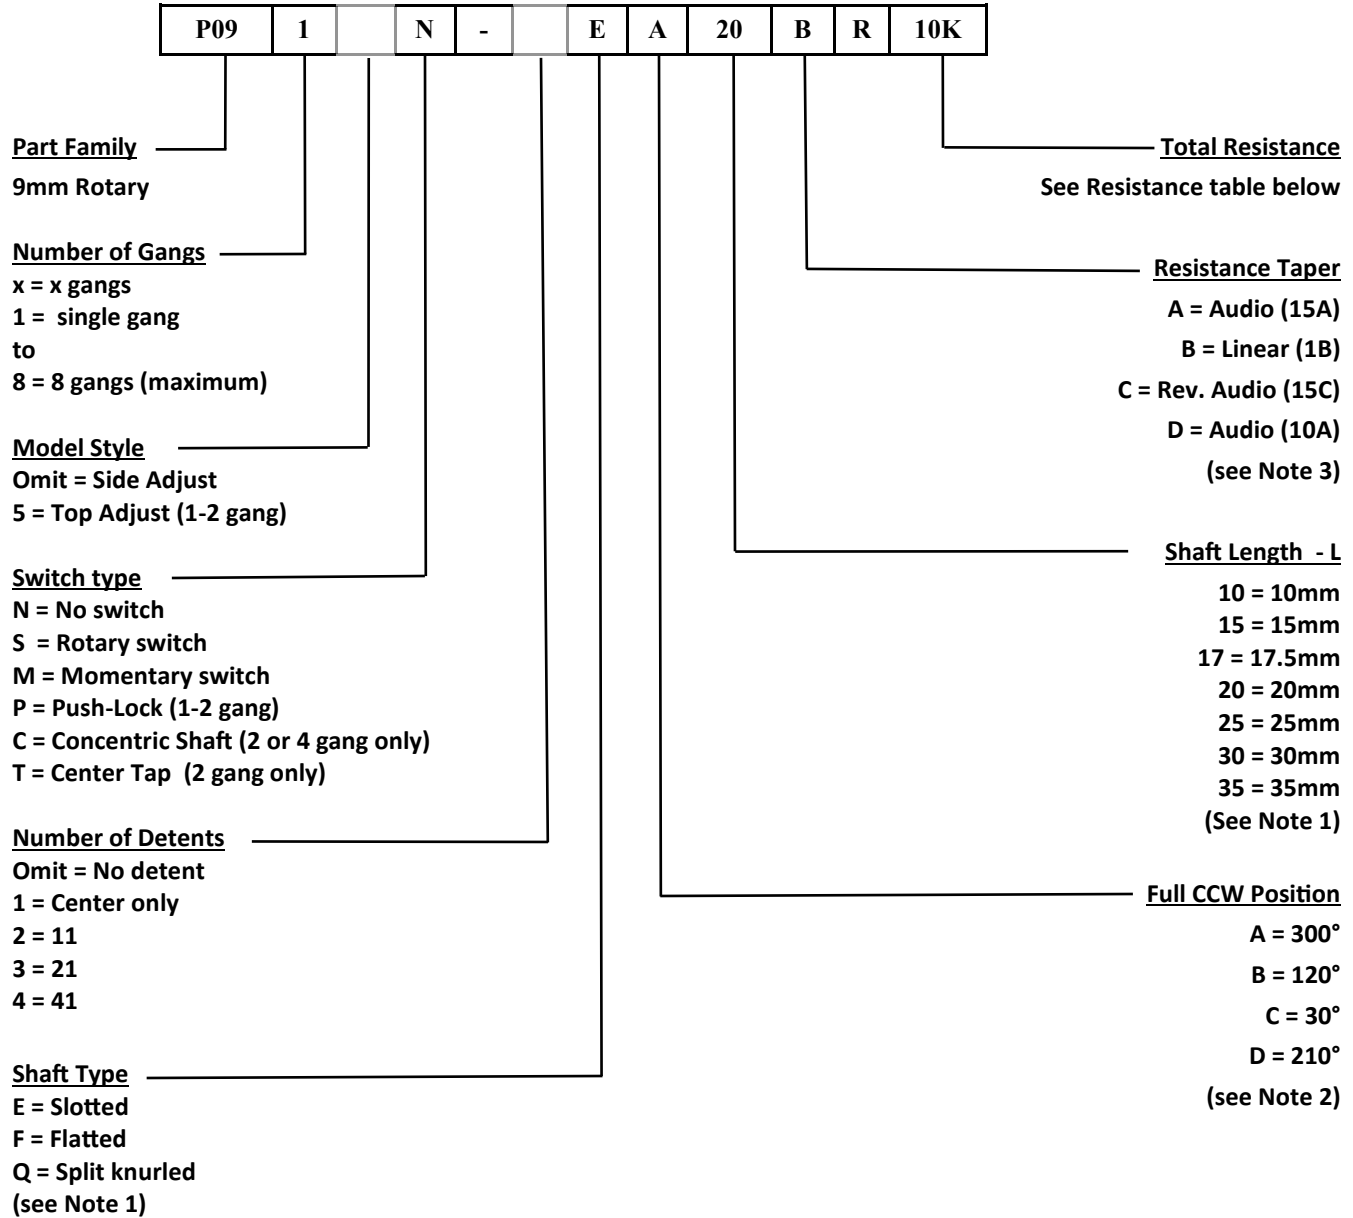 P09 1 N - E A 20 B R 10K
Part Family
9mm Rotary
Number of Gangs
x = x gangs
1 = single gang
to
8 = 8 gangs (maximum)
Model Style
Omit = Side Adjust
5 = Top Adjust (1-2 gang)
Switch type
N = No switch
S = Rotary switch
M = Momentary switch
P = Push-Lock (1-2 gang)
C = Concentric Shaft (2 or 4 gang only)
T = Center Tap (2 gang only)
Number of Detents
Omit = No detent
1 = Center only
2 = 11
3 = 21
4 = 41
Shaft Type
E = Slotted
F = Flatted
Q = Split knurled
(see Note 1)
Total Resistance
See Resistance table below
Resistance Taper
A = Audio (15A)
B = Linear (1B)
C = Rev. Audio (15C)
D = Audio (10A)
(see Note 3)
Shaft Length - L
10 = 10mm
15 = 15mm
17 = 17.5mm
20 = 20mm
25 = 25mm
30 = 30mm
35 = 35mm
(See Note 1)
Full CCW Position
A = 300°
B = 120°
C = 30°
D = 210°
(see Note 2)